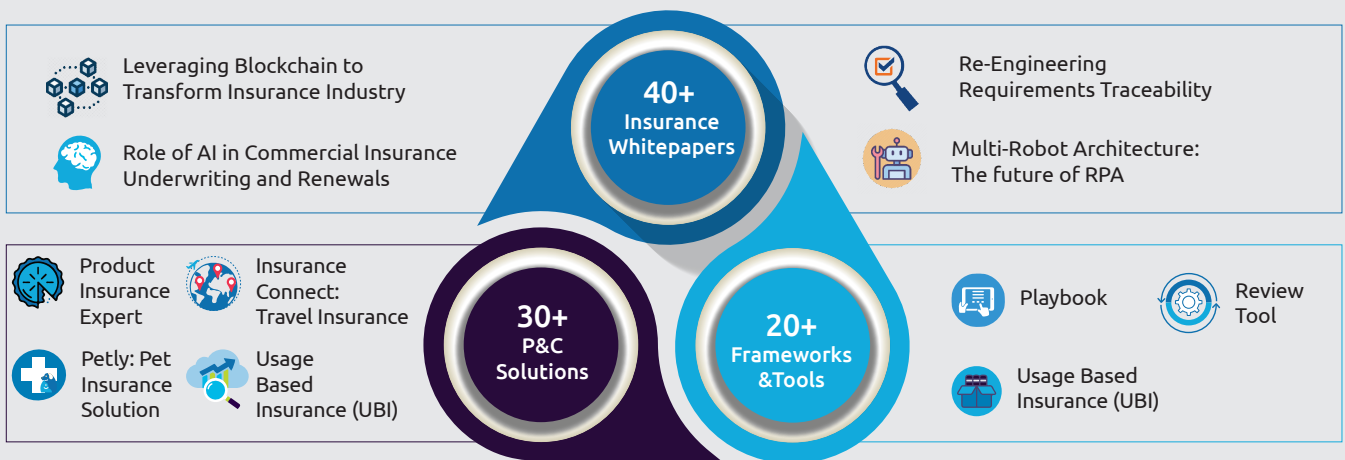 Leveraging Blockchain to
Transform Insurance Industry
Role of AI in Commercial Insurance
Underwriting and Renewals
40+
Insurance
Whitepapers
Re-Engineering
Requirements Traceability
Multi-Robot Architecture:
The future of RPA
Product
Insurance
Expert
Insurance
Connect:
Travel Insurance
Petly: Pet
Insurance
Solution
Usage
Based
Insurance (UBI)
30+
P&C
Solutions
20+
Frameworks
&Tools
Playbook
Review
Tool
Usage Based
Insurance (UBI)